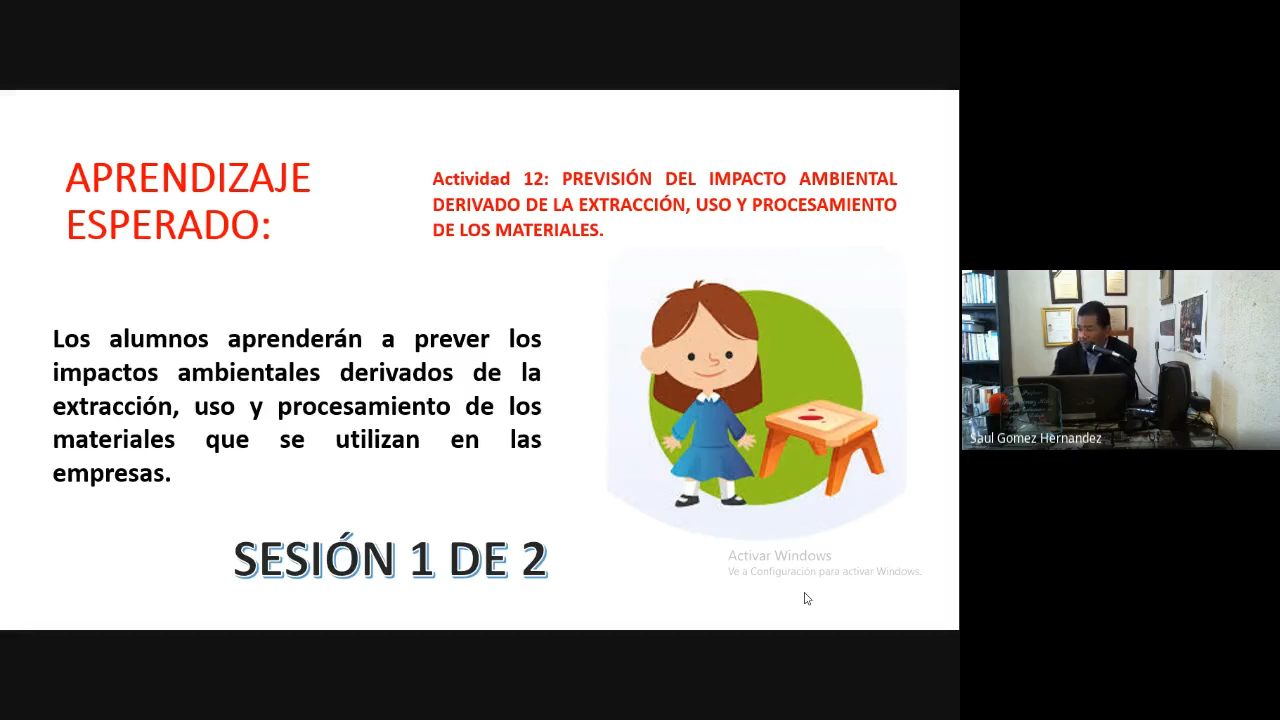 APRENDIZAJE
ESPERADO:
Actividad 12: PREVISIÓN DEL IMPACTO AMBIENTAL
DERIVADO DE LA EXTRACCIÓN, USO Y PROCESAMIENTO
DE LOS MATERIALES.
Los alumnos aprenderán a prever los
impactos ambientales derivados de la
extracción, uso y procesamiento de los
materiales que se utilizan en las
empresas.
SESIÓN 1 DE 2
Activar Windows
Ve a Configuración para activar Windows.
Saul Gomez Hernandez